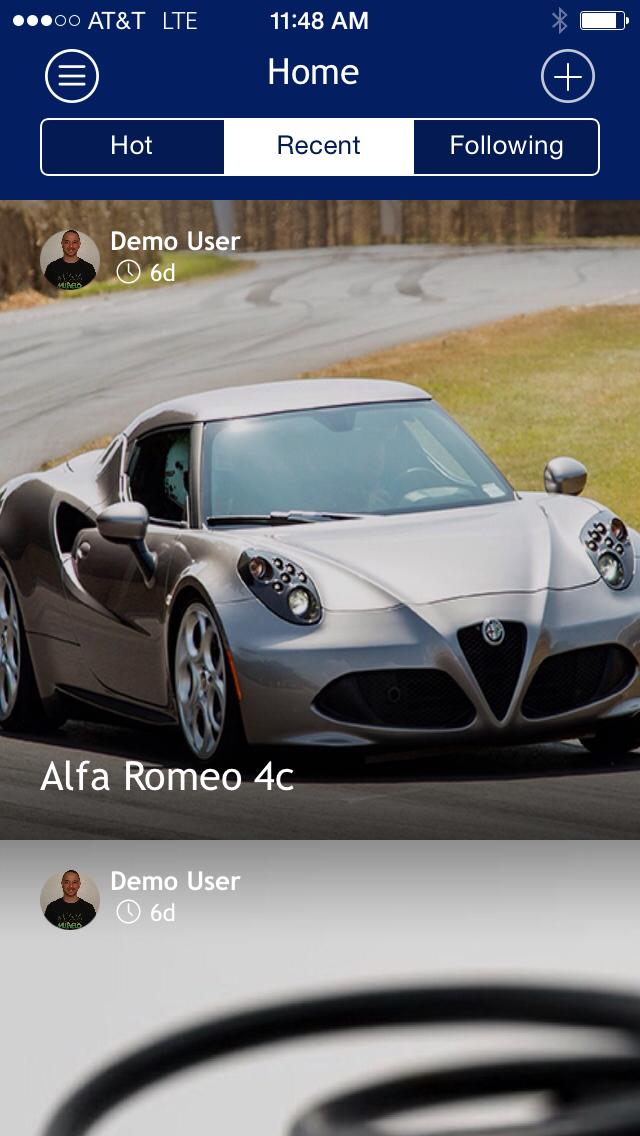 AT&T LTE 11:48 AM
Home
Hot Recent Following
Demo User
6d
Alfa Romeo 4c
Demo User
6d